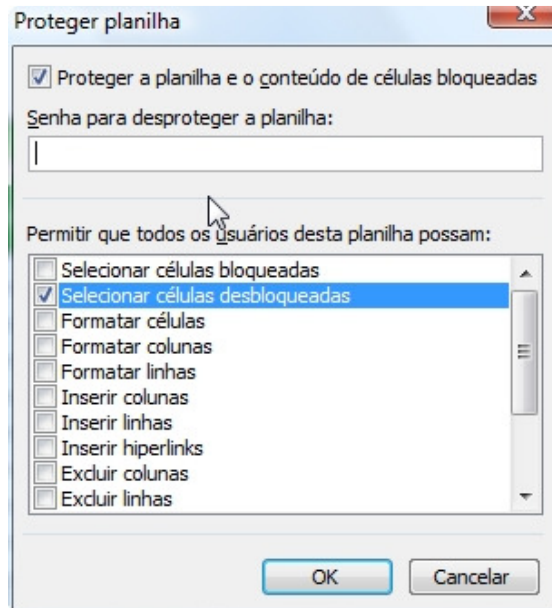 Proteger planilha
Proteger a planilha e o conteúdo de células bloqueadas
Senha para desproteger a planilha:
Permitir que todos os usuários desta planilha possam:
Selecionar células bloqueadas
Selecionar células desbloqueadas
Formatar células
Formatar colunas
Formatar linhas
Inserir colunas
Inserir linhas
Inserir hiperlinks
Excluir colunas
Excluir linhas
OK Cancelar